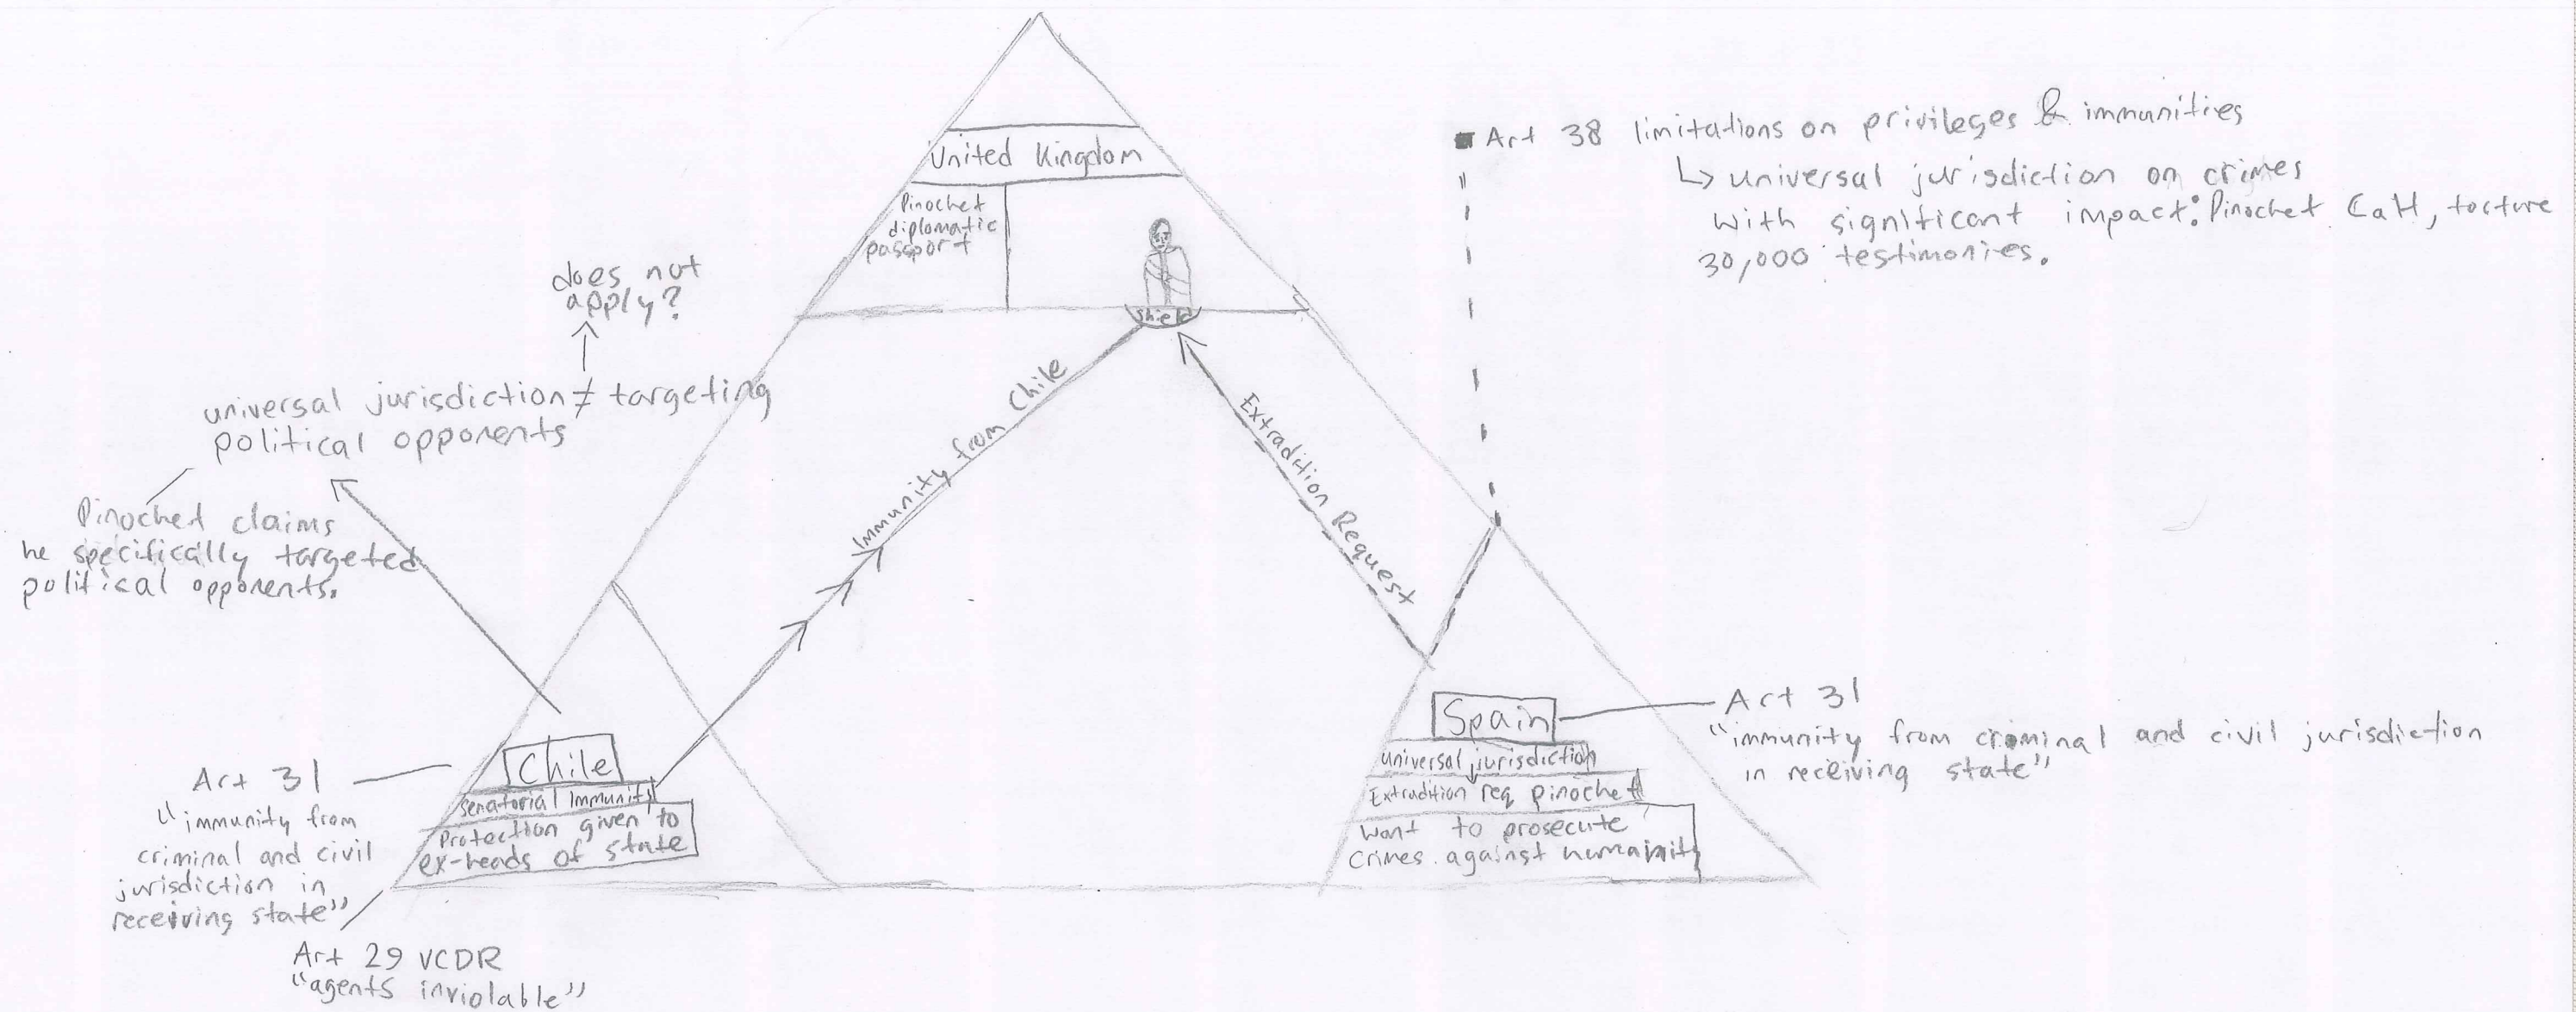 United Kingdom
Pinochet
diplomatic
passport
shield
Art 38 limitations on privileges & immunities
↳ universal jurisdiction on crimes
with significant impact: Pinochet CaH, torture
30,000 testimonies.
does not
apply?
universal jurisdiction ≠ targeting
political opponents
Pinochet claims
he specifically targeted
political opponents.
Immunity from Chile
Extradition Request
Chile
Senatorial Immunity
Protection given to
ex-heads of state
Art 31
"immunity from
criminal and civil
jurisdiction in
receiving state"
Art 29 VCDR
"agents inviolable"
Spain
universal jurisdiction
Extradition req pinochet
want to prosecute
crimes against humanity
Art 31
"immunity from criminal and civil jurisdiction
in receiving state"